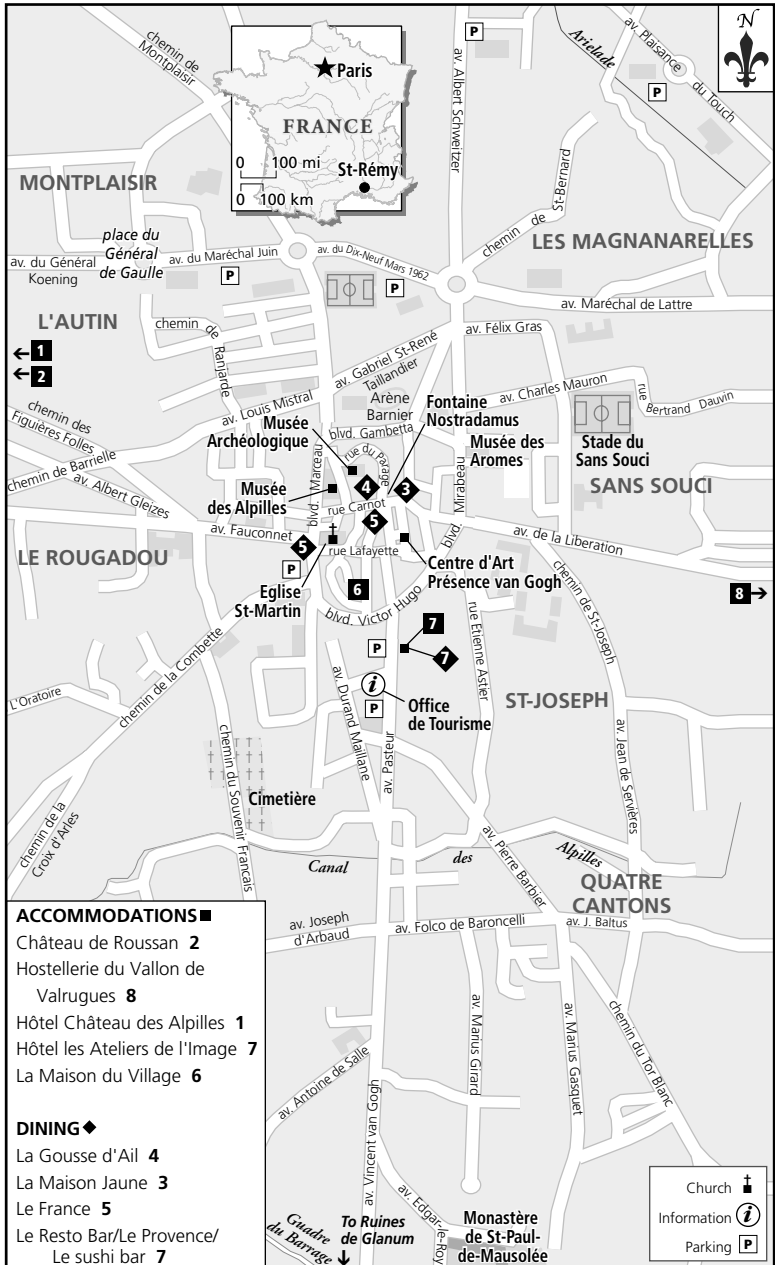 chemin de
Montplaisir
P
av. Albert Schweitzer
Arielade
av. Plaisance
du Touch
P
N
Paris
FRANCE
0 100 mi
0 100 km
St-Rémy
MONTPLAISIR
place du
Général
de Gaulle
av. du Général
Koening
av. du Maréchal Juin
P
av. du Dix-Neuf Mars 1962
P
chemin de
St-Bernard
LES MAGNANARELLES
av. Maréchal de Lattre
L'AUTIN
1
2
chemin de
Ranjarde
av. Gabriel St-René
Taillandier
av. Félix Gras
av. Louis Mistral
Arène
Barnier
Fontaine
Nostradamus
av. Charles Mauron
rue
Bertrand Dauvin
chemin des
Figuières Folles
chemin de Barrielle
Musée
Archéologique
blvd. Gambetta
rue du Parage
Musée des
Aromes
Stade du
Sans Souci
SANS SOUCI
av. Albert Gleizes
Musée
des Alpilles
blvd. Marceau
4
3
rue Carnot
5
blvd. Mirabeau
av. Fauconnet
5
rue Lafayette
av. de la Liberation
LE ROUGADOU
P
Eglise
St-Martin
6
Centre d'Art
Présence van Gogh
8
blvd. Victor Hugo
7
7
rue Etienne Astier
chemin de St-Joseph
P
chemin de la Combette
L'Oratoire
av. Durand Maillane
i
Office
de Tourisme
P
ST-JOSEPH
av. Pasteur
av. Jean de Servières
chemin du Souvenir Francais
Cimetière
chemin de la
Croix d'Arles
Canal des Alpilles
av. Pierre Barbier
QUATRE
CANTONS
av. Joseph
d'Arbaud
av. Folco de Baroncelli
av. J. Baltus
av. Marius Girard
av. Marius Gasquet
chemin du Tor Blanc
av. Antoine de Salle
av. Vincent van Gogh
av. Edgar-le-Roy
Guadre
du Barrage
To Ruines
de Glanum
Monastère
de St-Paul-
de-Mausolée
ACCOMMODATIONS
Château de Roussan 2
Hostellerie du Vallon de
Valrugues 8
Hôtel Château des Alpilles 1
Hôtel les Ateliers de l'Image 7
La Maison du Village 6
DINING
La Gousse d'Ail 4
La Maison Jaune 3
Le France 5
Le Resto Bar/Le Provence/
Le sushi bar 7
Church
Information i
Parking P